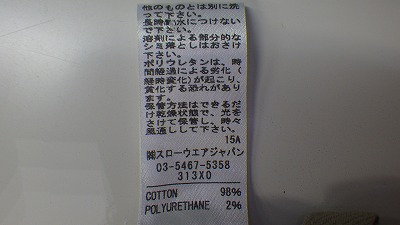 他のものとは別に洗
って下さい。
長時間水につけない
で下さい。
溶剤による部分的な
シミ落としはおさけ
下さい。
ポリウレタンは、時
間経過による劣化（
経時変化）が起こり、
質化する恐れがあり
ます。
保管方法はできるだ
け乾燥状態で、光を
さけて保管し、時々
風通しして下さい。
15A
㈱スローウエアジャパン
03-5467-5358
313X0
COTTON 98%
POLYURETHANE 2%